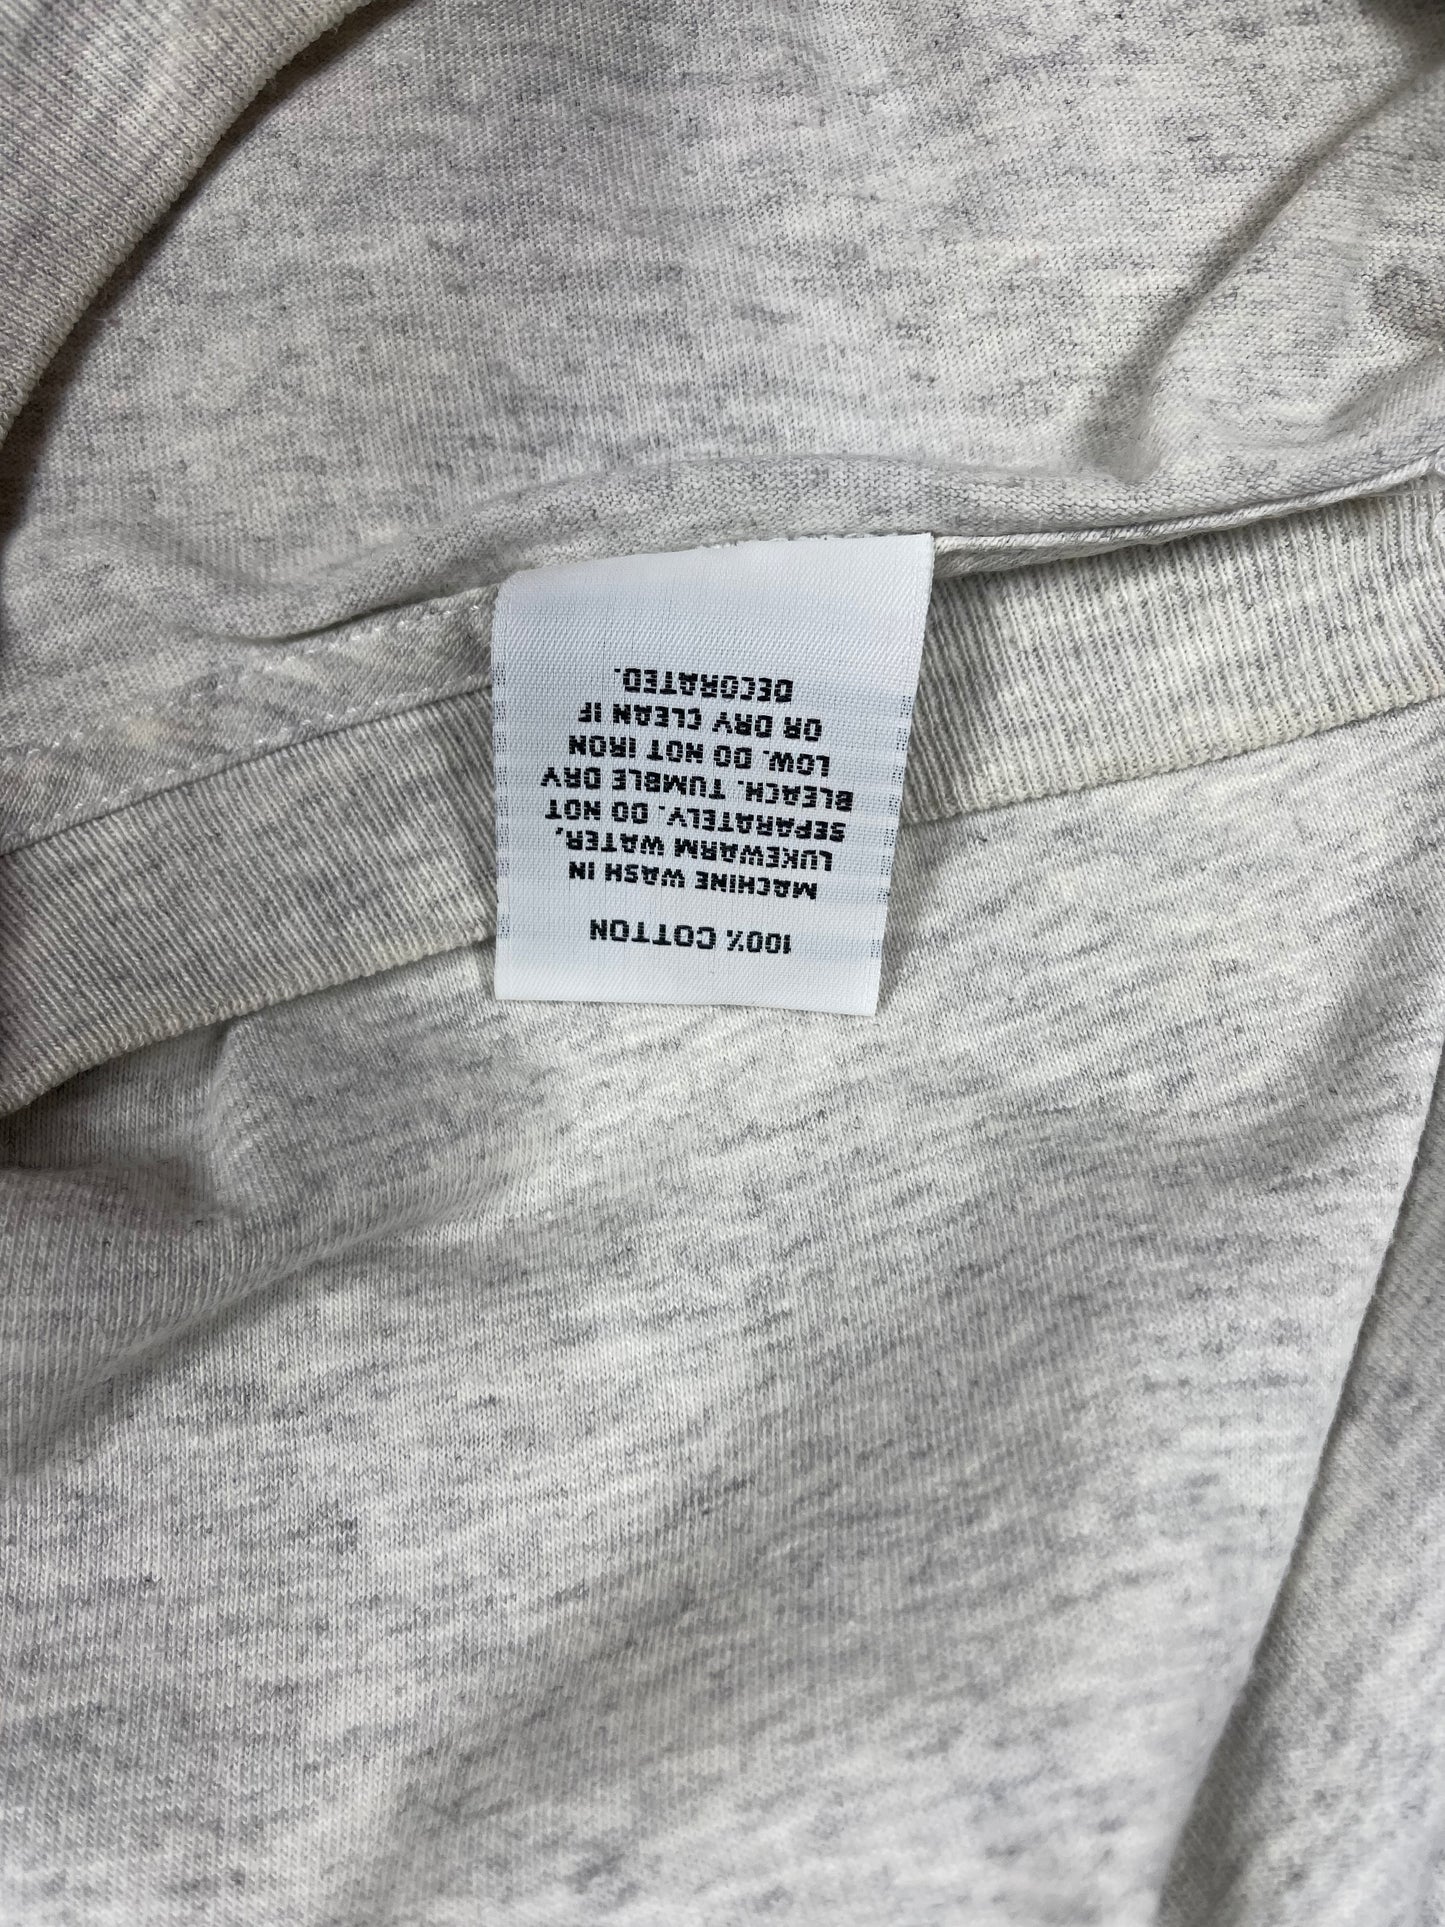 100% COTTON
MACHINE WASH IN
LUKEWARM WATER,
SEPARATELY. DO NOT
BLEACH. TUMBLE DRY
LOW. DO NOT IRON
OR DRY CLEAN IF
DECORATED.